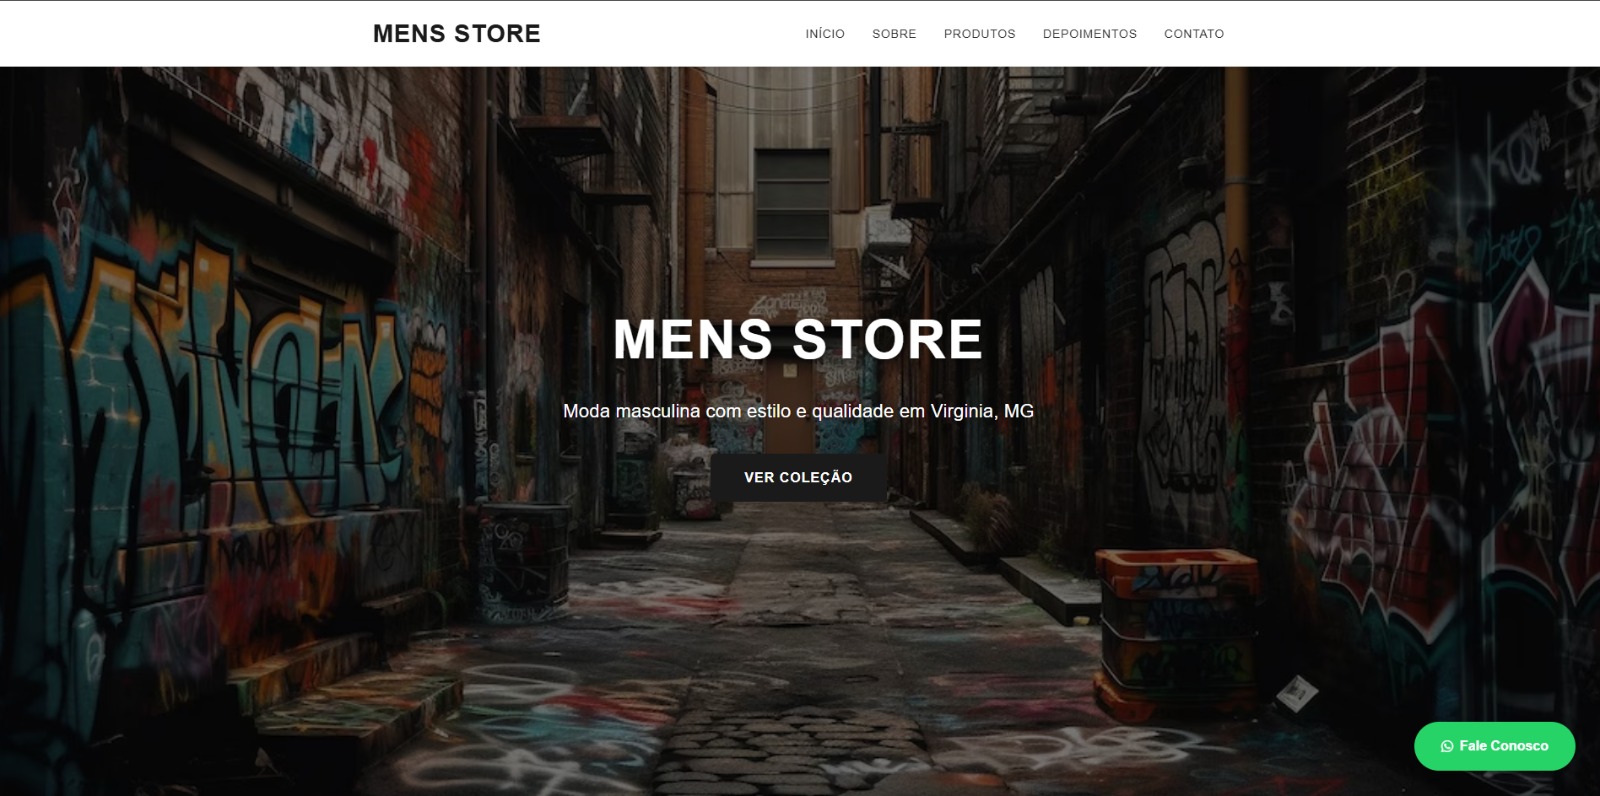 MENS STORE
INÍCIO SOBRE PRODUTOS DEPOIMENTOS CONTATO
MENS STORE
Moda masculina com estilo e qualidade em Virginia, MG
VER COLEÇÃO
Fale Conosco